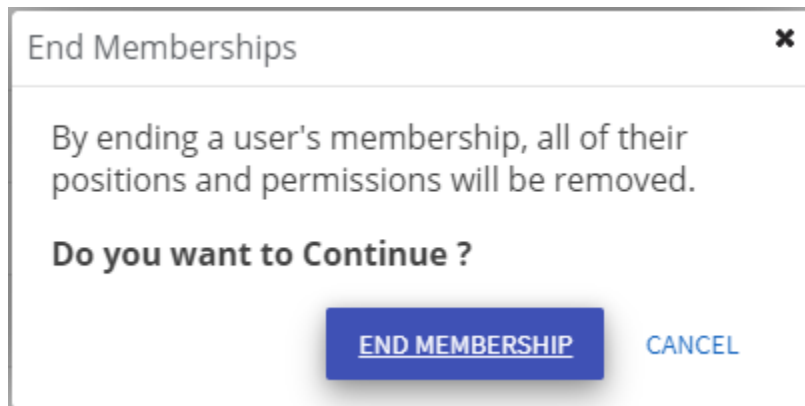 End Memberships
By ending a user's membership, all of their
positions and permissions will be removed.
Do you want to Continue ?
END MEMBERSHIP CANCEL